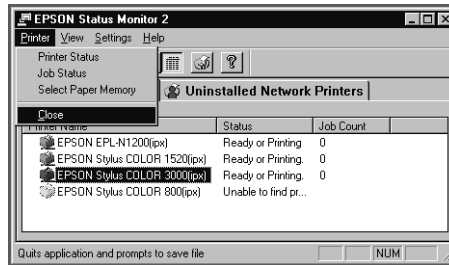 EPSON Status Monitor 2
Printer View Settings Help
Printer Status
Job Status
Select Paper Memory
Close
Uninstalled Network Printers
Printer Name Status Job Count
EPSON EPL-N1200(ipx) Ready or Printing. 0
EPSON Stylus COLOR 1520(ipx) Ready or Printing. 0
EPSON Stylus COLOR 3000(ipx) Ready or Printing. 0
EPSON Stylus COLOR 800(ipx) Unable to find pr...
Quits application and prompts to save file NUM